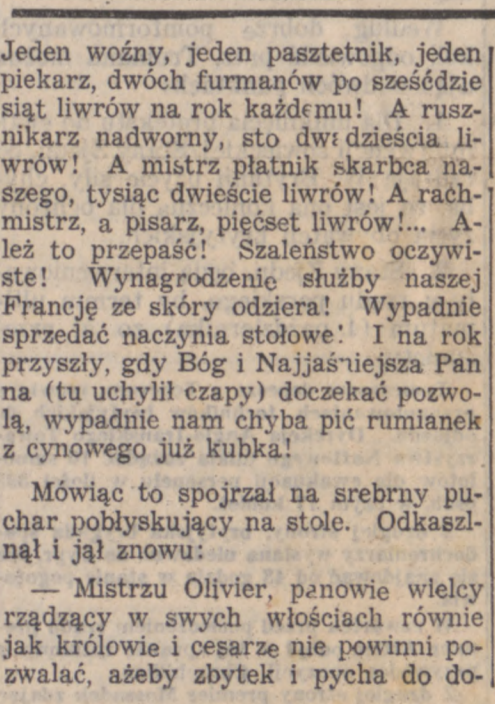 Jeden woźny, jeden pasztetnik, jeden
piekarz, dwóch furmanów po sześćdzie
siąt liwrów na rok każdemu! A rusz-
nikarz nadworny, sto dwadzieścia li-
wrów! A mistrz płatnik skarbca na-
szego, tysiąc dwieście liwrów! A rach-
mistrz, a pisarz, pięćset liwrów!... A-
leż to przepaść! Szaleństwo oczywi-
ste! Wynagrodzenie służby naszej
Francję ze skóry odziera! Wypadnie
sprzedać naczynia stołowe! I na rok
przyszły, gdy Bóg i Najjaśniejsza Pan
na (tu uchylił czapy) doczekać pozwo-
lą, wypadnie nam chyba pić rumianek
z cynowego już kubka!
Mówiąc to spojrzał na srebrny pu-
char pobłyskujący na stole. Odkaszl-
nął i jął znowu:
— Mistrzu Olivier, panowie wielcy
rządzący w swych włościach równie
jak królowie i cesarze nie powinni po-
zwalać, ażeby zbytek i pycha do do-